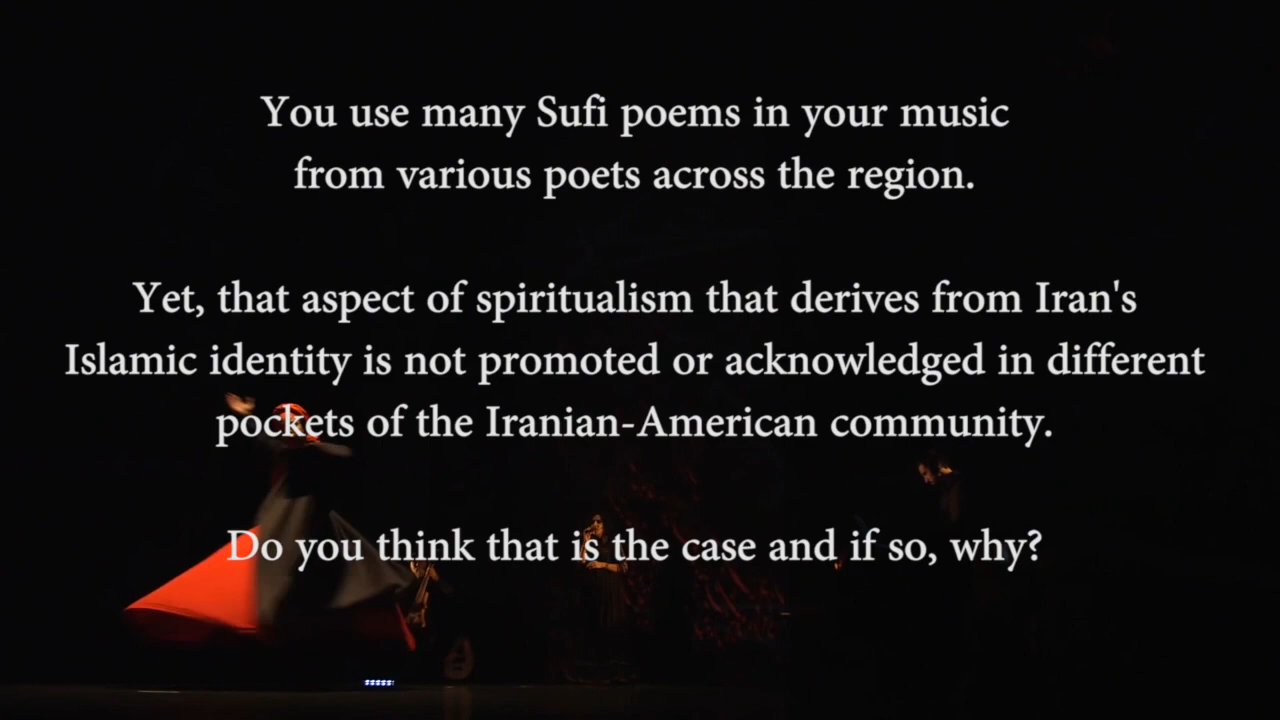 You use many Sufi poems in your music
from various poets across the region.
Yet, that aspect of spiritualism that derives from Iran's
Islamic identity is not promoted or acknowledged in different
pockets of the Iranian-American community.
Do you think that is the case and if so, why?